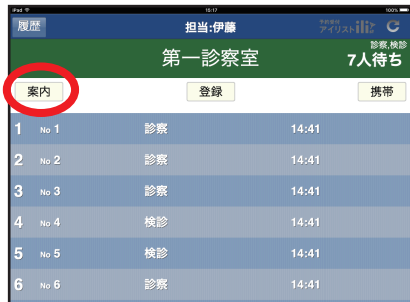 iPad 15:17 100%
履歴 担当:伊藤 予約受付 アイリスト iliz
第一診察室 診察,検診 7人待ち
案内 登録 携帯
1 No 1 診察 14:41
2 No 2 診察 14:41
3 No 3 診察 14:41
4 No 4 検診 14:41
5 No 5 検診 14:41
6 No 6 診察 14:41